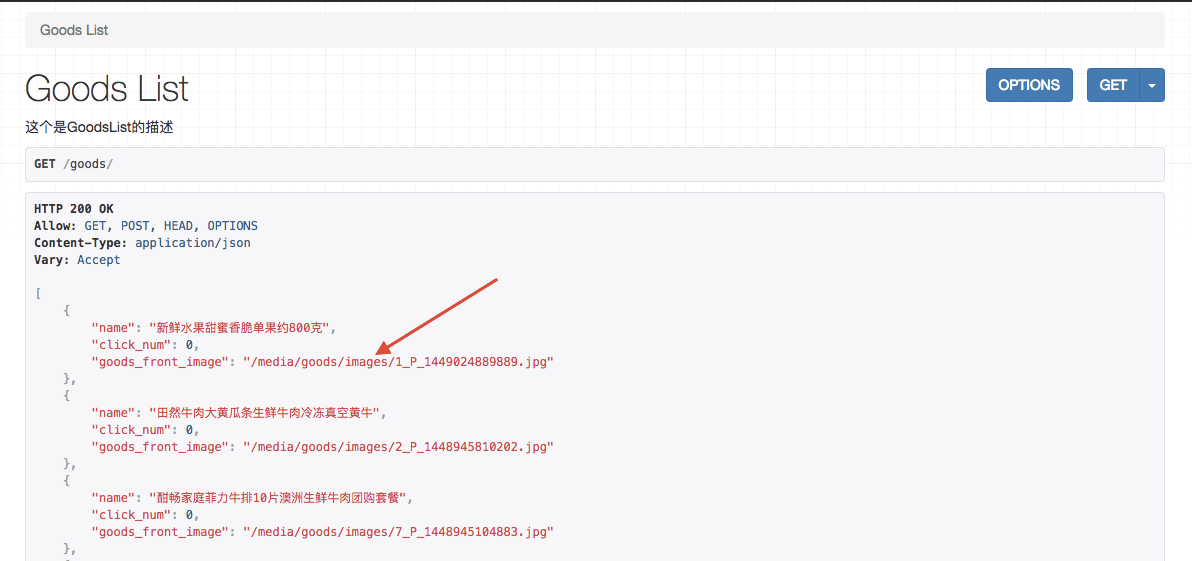 Goods List
Goods List
OPTIONS
GET
这个是GoodsList的描述
GET /goods/
HTTP 200 OK
Allow: GET, POST, HEAD, OPTIONS
Content-Type: application/json
Vary: Accept
[
{
"name": "新鲜水果甜蜜香脆单果约800克",
"click_num": 0,
"goods_front_image": "/media/goods/images/1_P_1449024889889.jpg"
},
{
"name": "田然牛肉大黄瓜条生鲜牛肉冷冻真空黄牛",
"click_num": 0,
"goods_front_image": "/media/goods/images/2_P_1448945810202.jpg"
},
{
"name": "酣畅家庭菲力牛排10片澳洲生鲜牛肉团购套餐",
"click_num": 0,
"goods_front_image": "/media/goods/images/7_P_1448945104883.jpg"
},